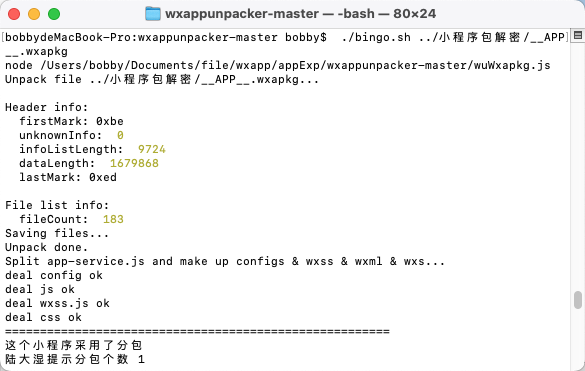 wxappunpacker-master — -bash — 80×24
[bobbydeMacBook-Pro:wxappunpacker-master bobby$  ./bingo.sh ../小程序包解密/__APP]
__.wxapkg
node /Users/bobby/Documents/file/wxapp/appExp/wxappunpacker-master/wuWxapkg.js
Unpack file ../小程序包解密/__APP__.wxapkg...
Header info:
firstMark: 0xbe
unknownInfo:  0
infoListLength:  9724
dataLength:  1679868
lastMark: 0xed
File list info:
fileCount:  183
Saving files...
Unpack done.
Split app-service.js and make up configs & wxss & wxml & wxs...
deal config ok
deal js ok
deal wxss.js ok
deal css ok
=======================================================
这个小程序采用了分包
陆大湿提示分包个数 1